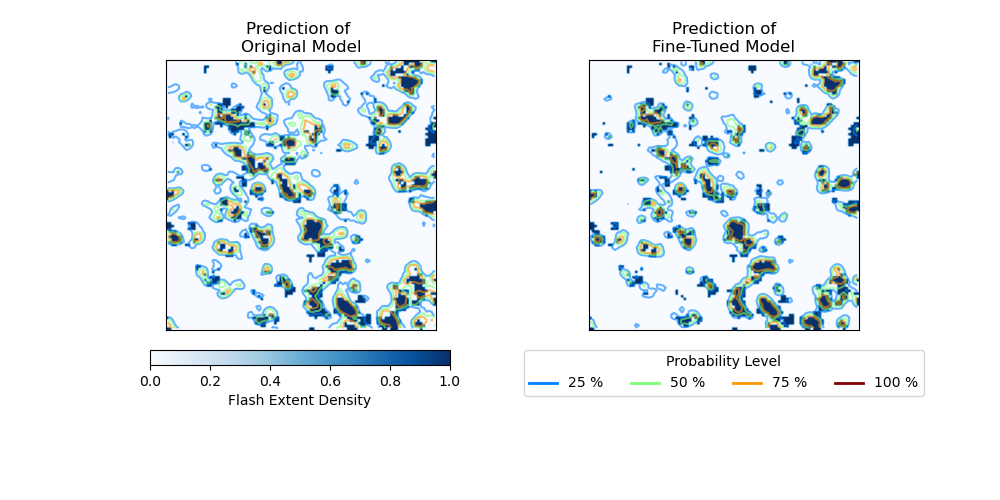 Prediction of
Original Model
Prediction of
Fine-Tuned Model
0.0 0.2 0.4 0.6 0.8 1.0
Flash Extent Density
Probability Level
25 % 50 % 75 % 100 %